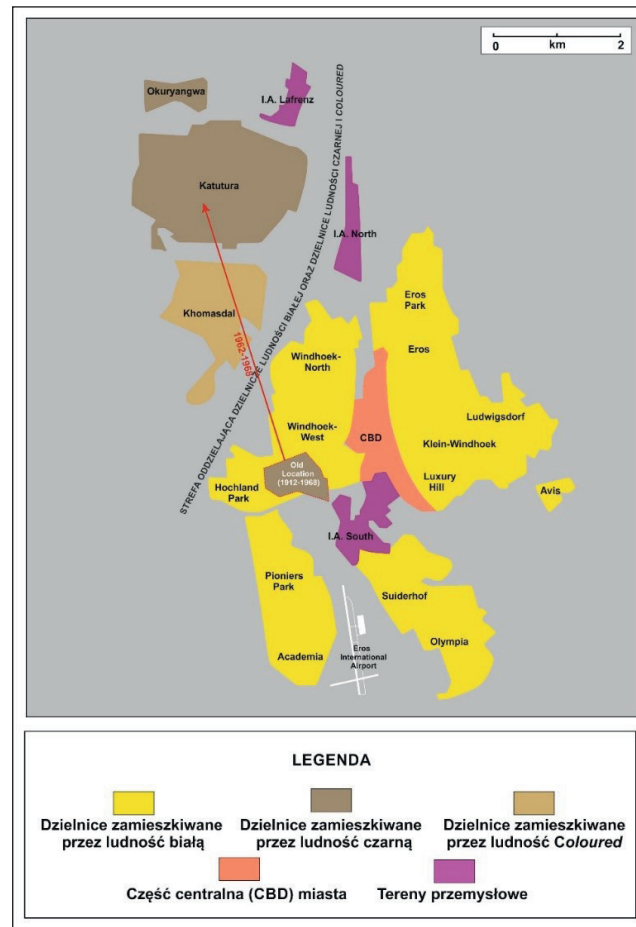 0 2
km
Okuryangwa
I.A. Lafrenz
Katutura
I.A. North
STREFA ODDZIELAJĄCA DZIELNICE LUDNOŚCI BIAŁEJ ORAZ DZIELNICE LUDNOŚCI CZARNEJ I COLOURED
Khomasdal
1962-1968
Eros
Park
Eros
Windhoek-
North
Windhoek-
West
CBD
Ludwigsdorf
Klein-Windhoek
Luxury
Hill
Avis
Old
Location
(1912-1968)
Hochland
Park
I.A. South
Pioniers
Park
Academia
Suiderhof
Olympia
Eros
International
Airport
LEGENDA
Dzielnice zamieszkiwane
przez ludność białą
Dzielnice zamieszkiwane
przez ludność czarną
Dzielnice zamieszkiwane
przez ludność Coloured
Część centralna (CBD) miasta
Tereny przemysłowe